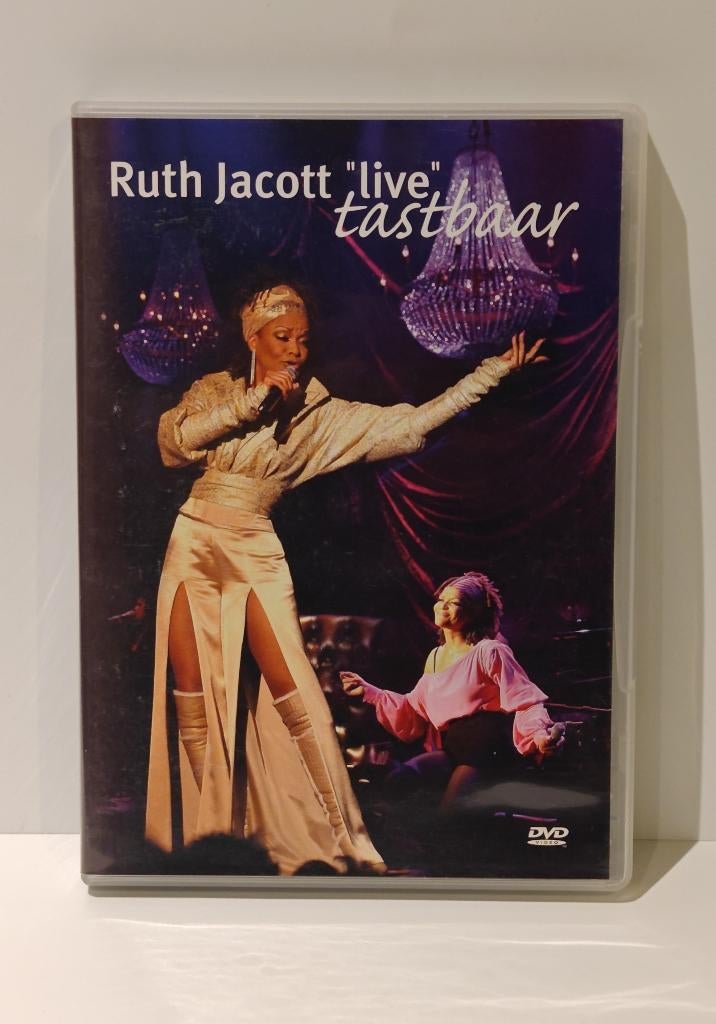 Ruth Jacott "live"
tastbaar
DVD
VIDEO